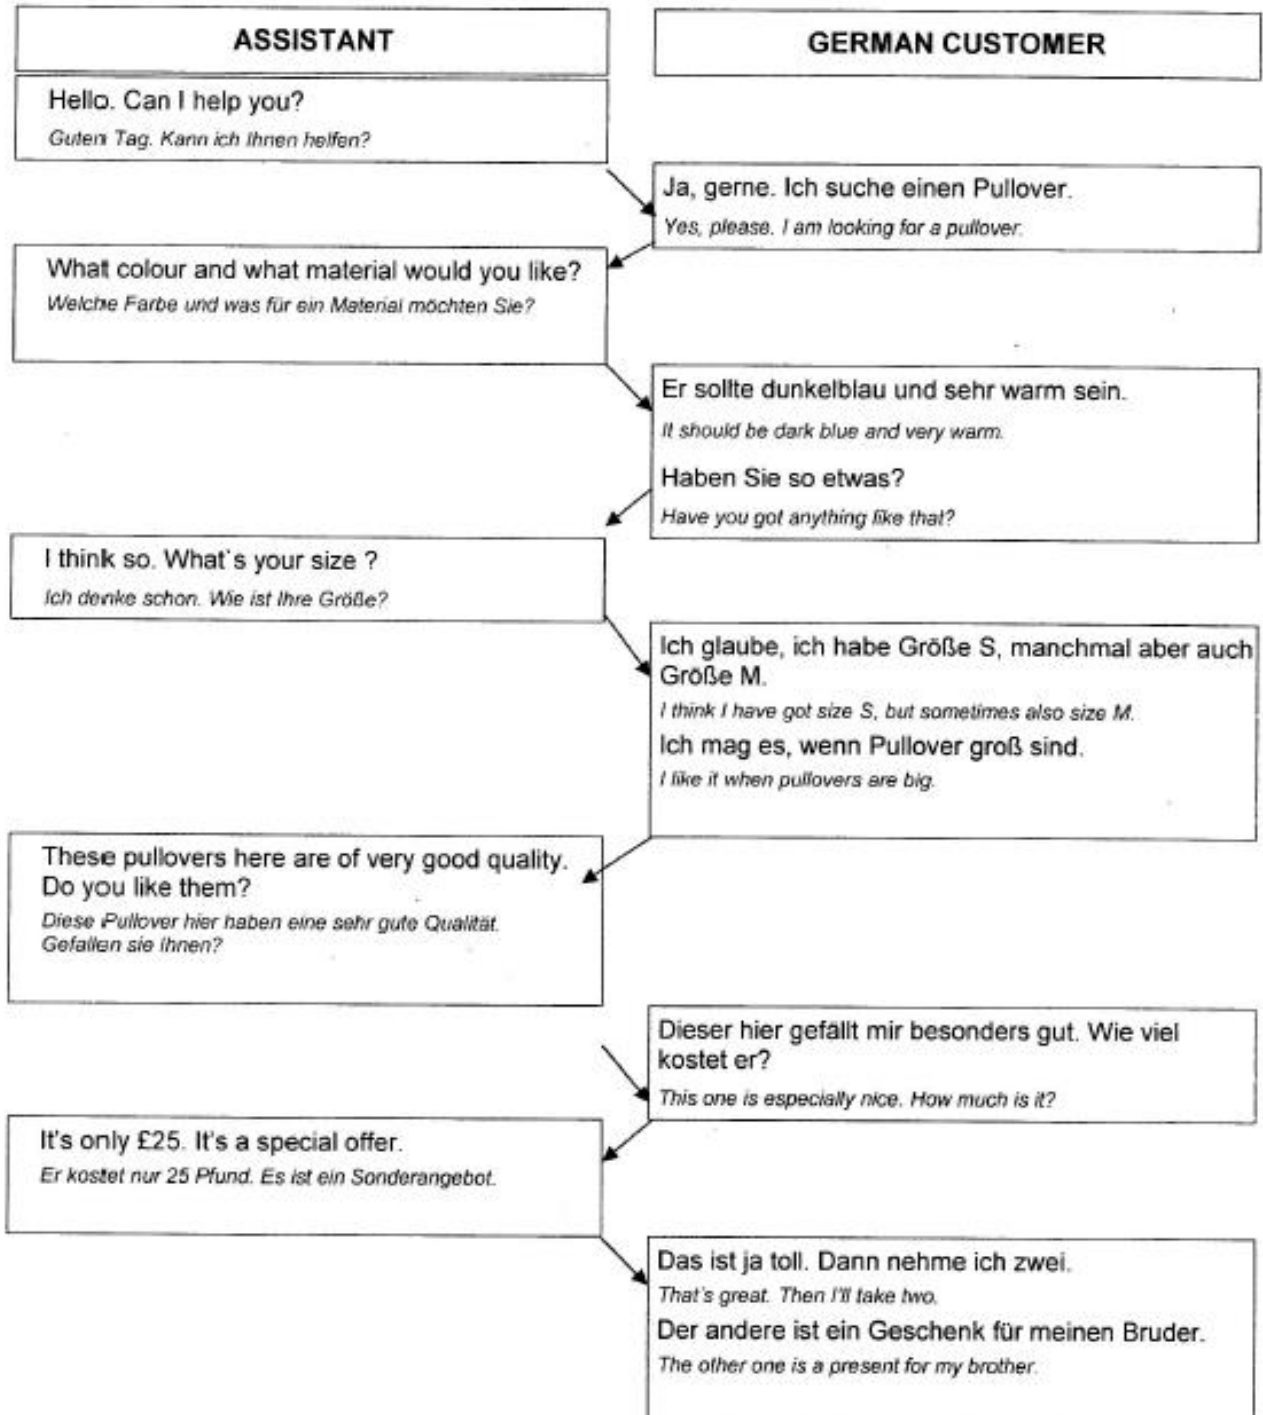 ASSISTANT
GERMAN CUSTOMER
Hello. Can I help you?
Guten Tag. Kann ich Ihnen helfen?
Ja, gerne. Ich suche einen Pullover.
Yes, please. I am looking for a pullover.
What colour and what material would you like?
Welche Farbe und was für ein Material möchten Sie?
Er sollte dunkelblau und sehr warm sein.
It should be dark blue and very warm.
Haben Sie so etwas?
Have you got anything like that?
I think so. What`s your size ?
Ich denke schon. Wie ist Ihre Größe?
Ich glaube, ich habe Größe S, manchmal aber auch
Größe M.
I think I have got size S, but sometimes also size M.
Ich mag es, wenn Pullover groß sind.
I like it when pullovers are big.
These pullovers here are of very good quality.
Do you like them?
Diese Pullover hier haben eine sehr gute Qualität.
Gefallen sie Ihnen?
Dieser hier gefällt mir besonders gut. Wie viel
kostet er?
This one is especially nice. How much is it?
It's only £25. It's a special offer.
Er kostet nur 25 Pfund. Es ist ein Sonderangebot.
Das ist ja toll. Dann nehme ich zwei.
That's great. Then I'll take two.
Der andere ist ein Geschenk für meinen Bruder.
The other one is a present for my brother.